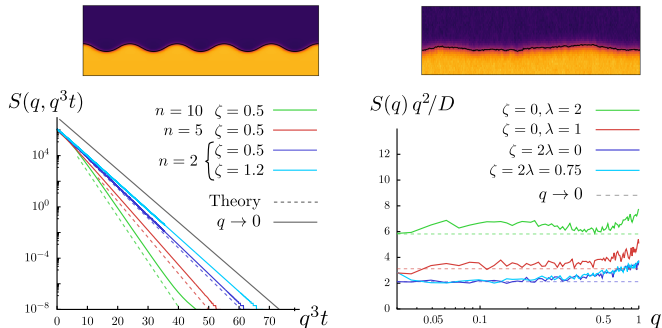 S(q, q³t)
n = 10 ζ = 0.5
n = 5 ζ = 0.5
n = 2 { ζ = 0.5
ζ = 1.2
Theory
q → 0
10⁴
10⁰
10⁻⁴
10⁻⁸
0 10 20 30 40 50 60 70 q³t
S(q) q²/D
ζ = 0, λ = 2
ζ = 0, λ = 1
ζ = 2λ = 0
ζ = 2λ = 0.75
q → 0
12
10
8
6
4
2
0
0.05 0.1 0.5 1 q